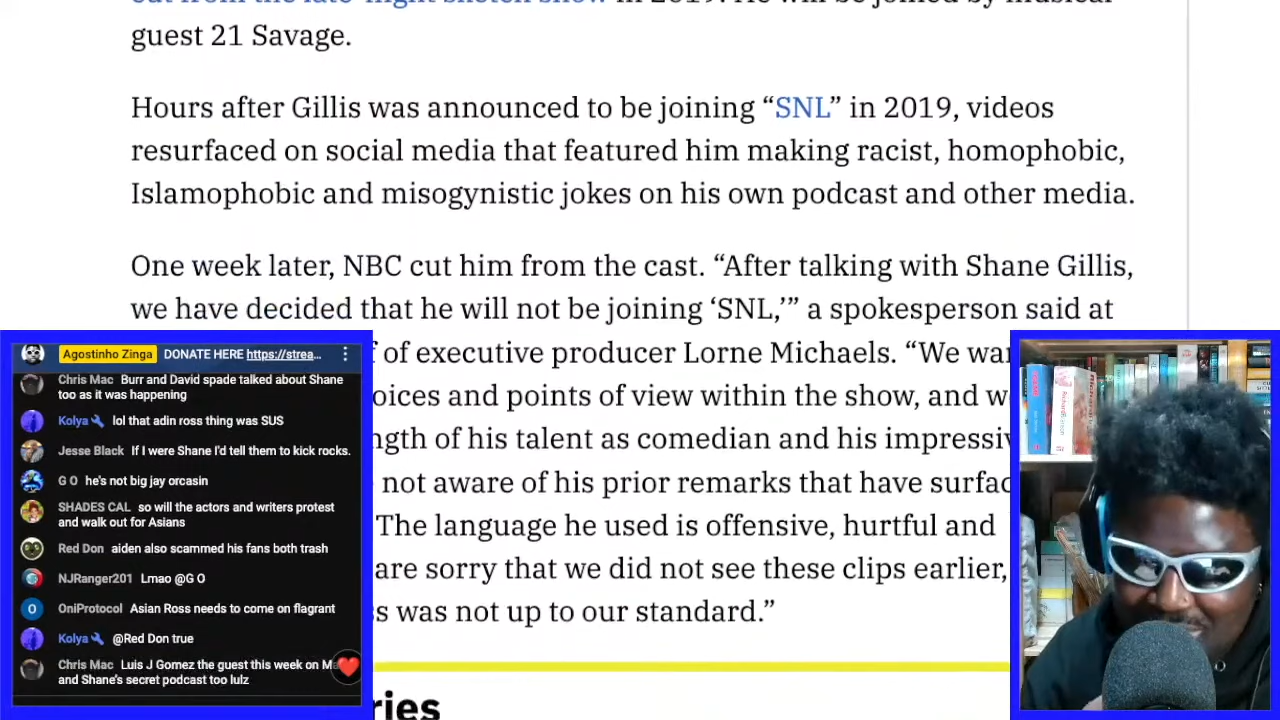 guest 21 Savage.
Hours after Gillis was announced to be joining “SNL” in 2019, videos
resurfaced on social media that featured him making racist, homophobic,
Islamophobic and misogynistic jokes on his own podcast and other media.
One week later, NBC cut him from the cast. “After talking with Shane Gillis,
we have decided that he will not be joining ‘SNL,’” a spokesperson said at
of executive producer Lorne Michaels. “We
and points of view within the show, and
of his talent as comedian and his
not aware of his prior remarks that have
The language he used is offensive, hurtful and
are sorry that we did not see these clips earlier,
was not up to our standard.”
Agostinho Zinga DONATE HERE https://strea...
Chris Mac Burr and David spade talked about Shane
too as it was happening
Kolya lol that adin ross thing was SUS
Jesse Black If I were Shane I'd tell them to kick rocks.
G O he's not big jay orcasin
SHADES CAL so will the actors and writers protest
and walk out for Asians
Red Don aiden also scammed his fans both trash
NJRanger201 Lmao @G O
O OniProtocol Asian Ross needs to come on flagrant
Kolya @Red Don true
Chris Mac Luis J Gomez the guest this week on
and Shane's secret podcast too lulz